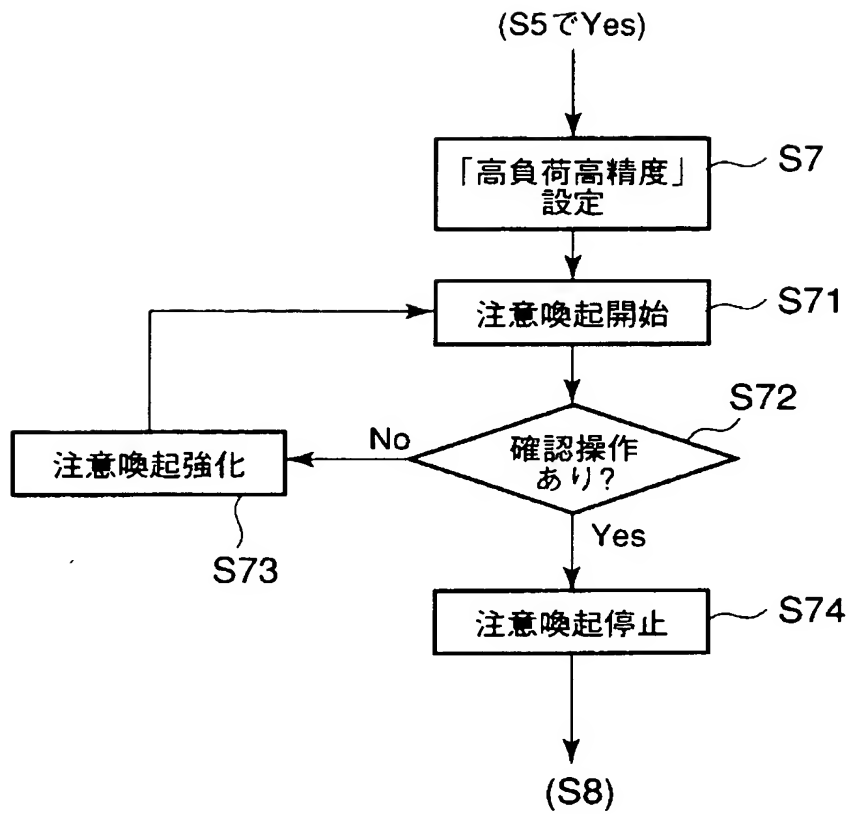 (S5でYes)
「高負荷高精度」
設定
S7
注意喚起開始
S71
確認操作
あり?
S72
No
注意喚起強化
S73
Yes
注意喚起停止
S74
(S8)